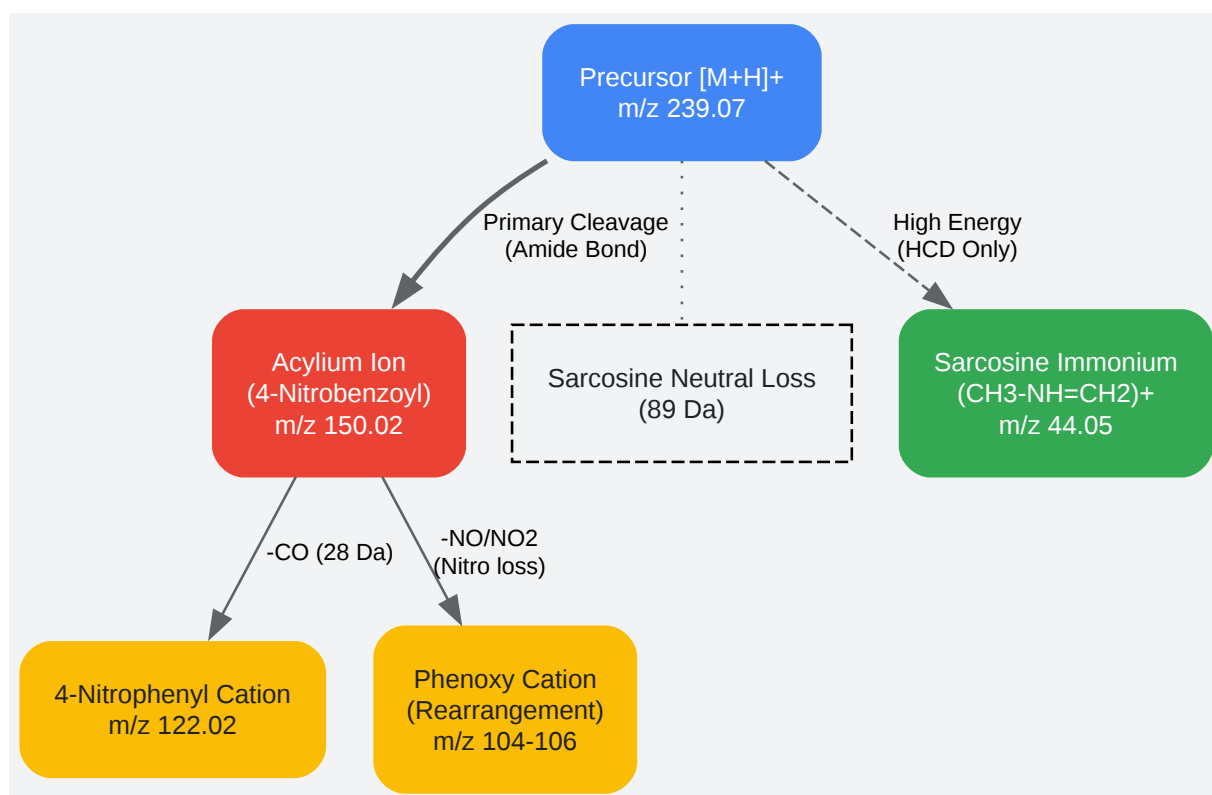 Precursor [M+H]+
m/z 239.07
Primary Cleavage
(Amide Bond)
High Energy
(HCD Only)
Acylium Ion
(4-Nitrobenzoyl)
m/z 150.02
Sarcosine Neutral Loss
(89 Da)
Sarcosine Immonium
(CH3-NH=CH2)+
m/z 44.05
-CO (28 Da)
-NO/NO2
(Nitro loss)
4-Nitrophenyl Cation
m/z 122.02
Phenoxy Cation
(Rearrangement)
m/z 104-106